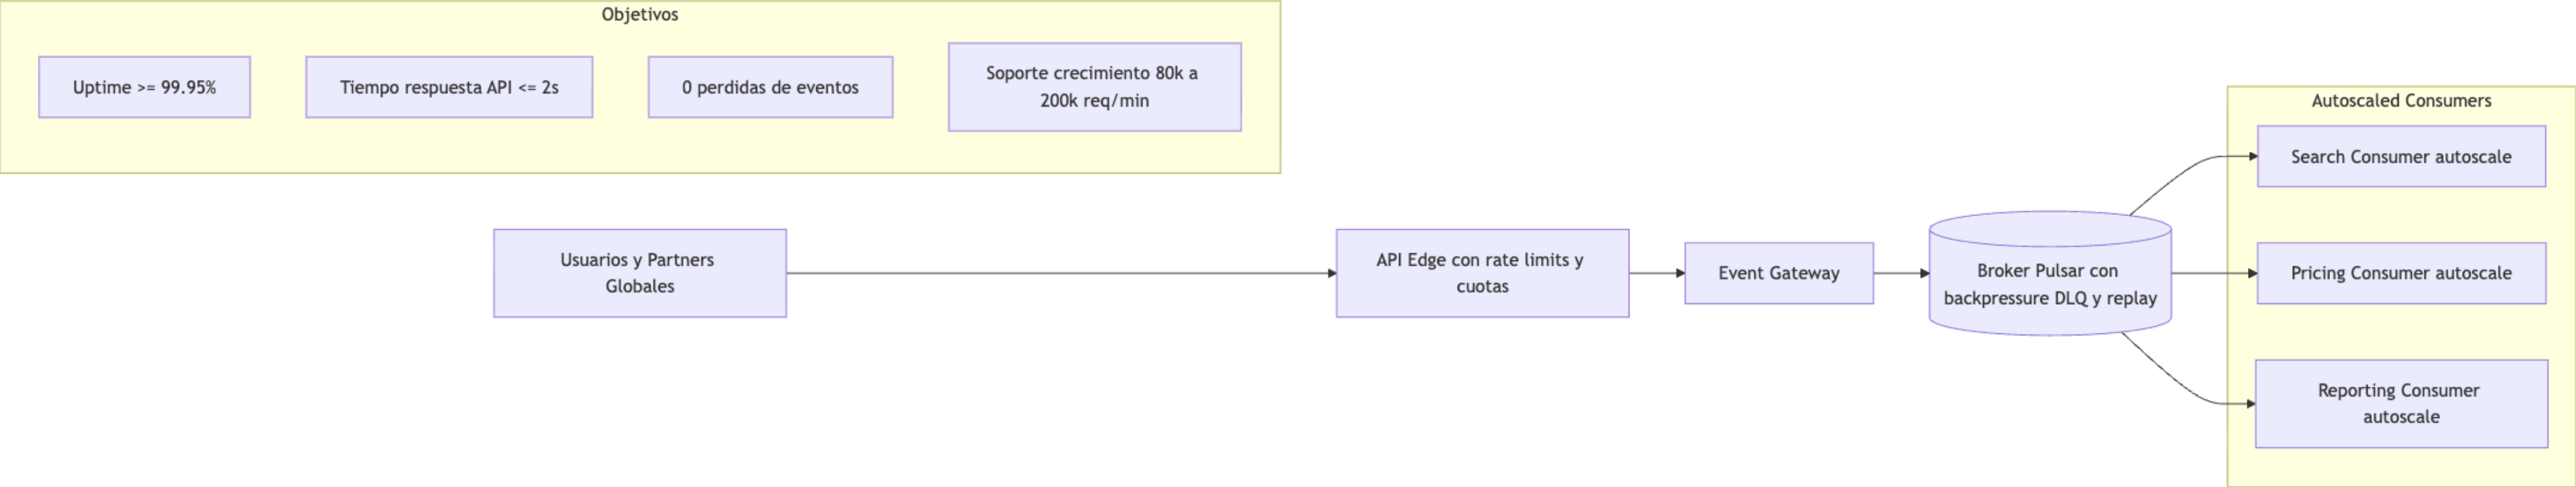 Objetivos
Uptime >= 99.95%
Tiempo respuesta API <= 2s
0 perdidas de eventos
Soporte crecimiento 80k a
200k req/min
Usuarios y Partners
Globales
API Edge con rate limits y
cuotas
Event Gateway
Broker Pulsar con
backpressure DLQ y replay
Autoscaled Consumers
Search Consumer autoscale
Pricing Consumer autoscale
Reporting Consumer
autoscale